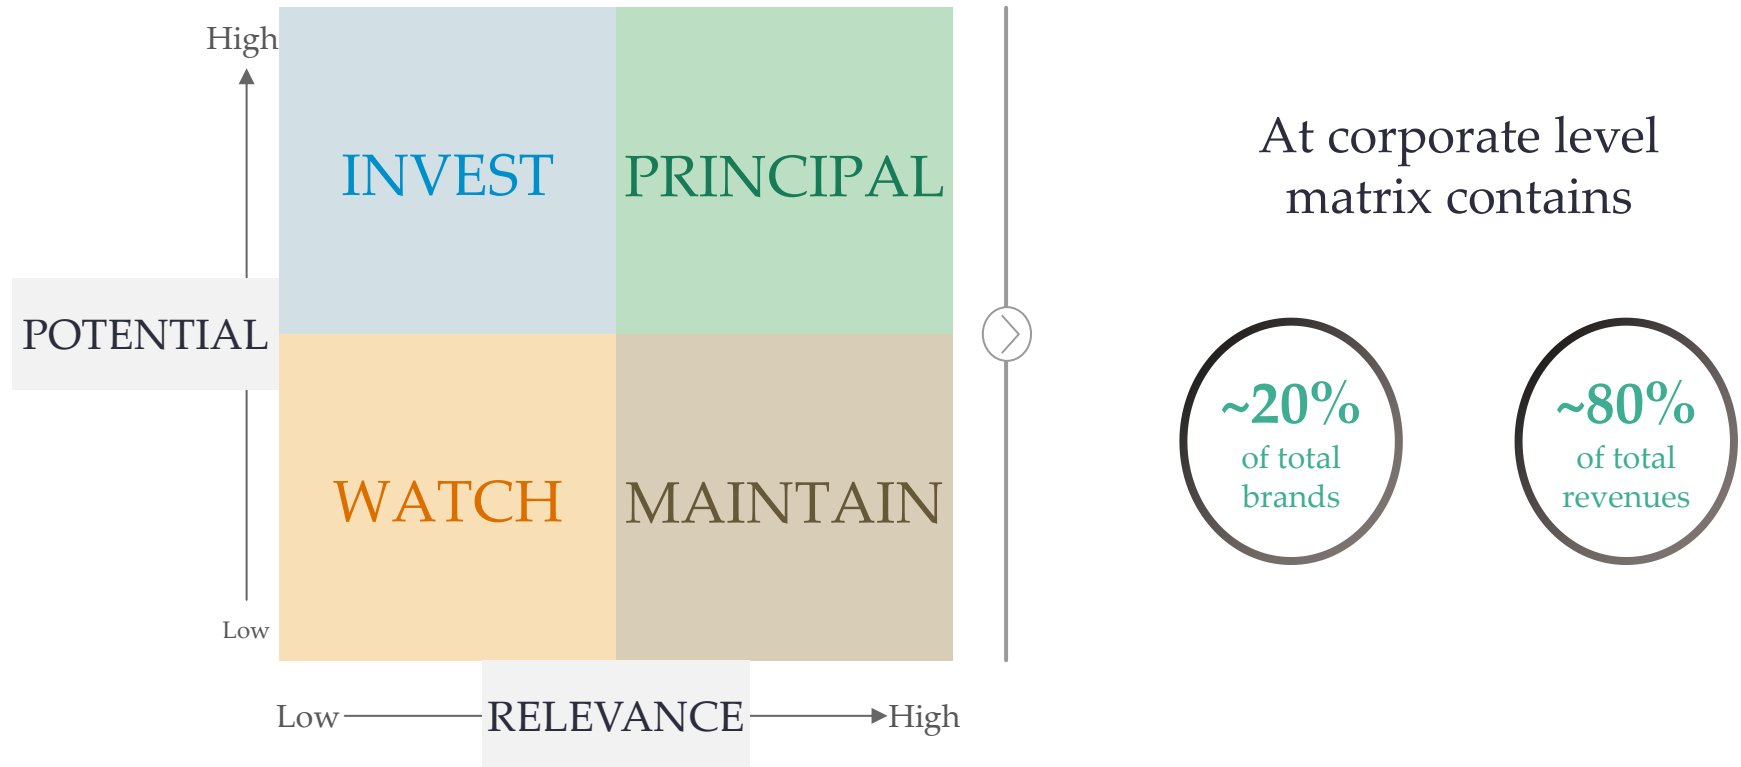 High
INVEST
PRINCIPAL
POTENTIAL
WATCH
MAINTAIN
Low
Low
RELEVANCE
High
At corporate level
matrix contains
~20%
of total
brands
~80%
of total
revenues